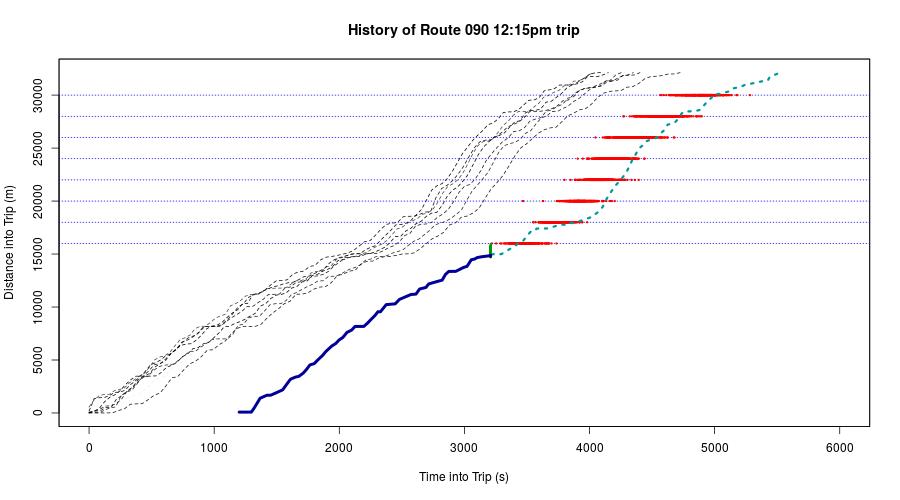 History of Route 090 12:15pm trip
Distance into Trip (m)
30000
25000
20000
15000
10000
5000
0
0 1000 2000 3000 4000 5000 6000
Time into Trip (s)